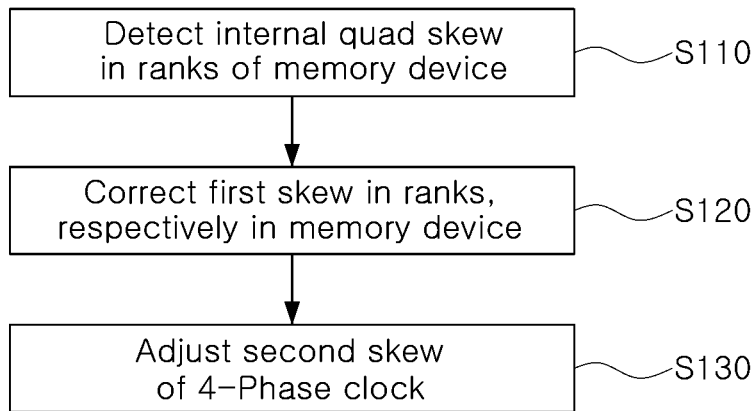 Detect internal quad skew
in ranks of memory device
S110
Correct first skew in ranks,
respectively in memory device
S120
Adjust second skew
of 4-Phase clock
S130